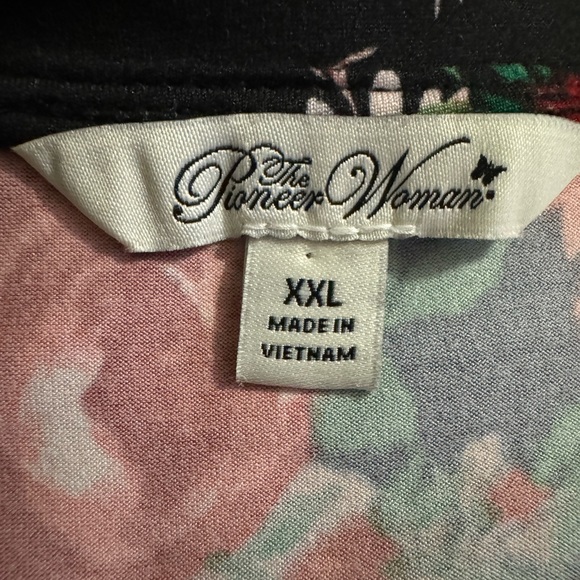 The
Pioneer Woman
XXL
MADE IN
VIETNAM